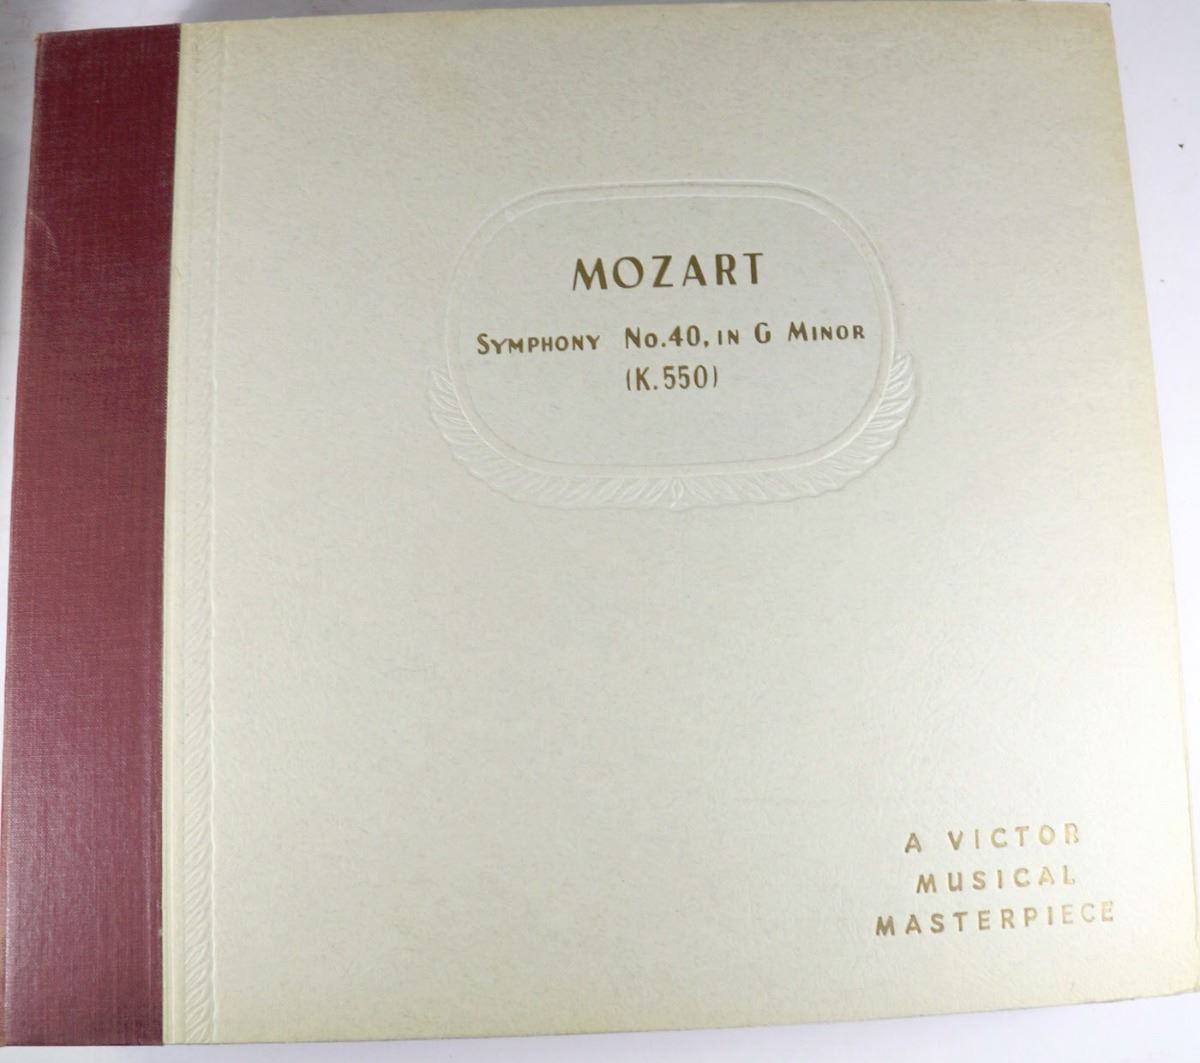 MOZART
SYMPHONY No.40, IN G MINOR
(K.550)
A VICTOR
MUSICAL
MASTERPIECE